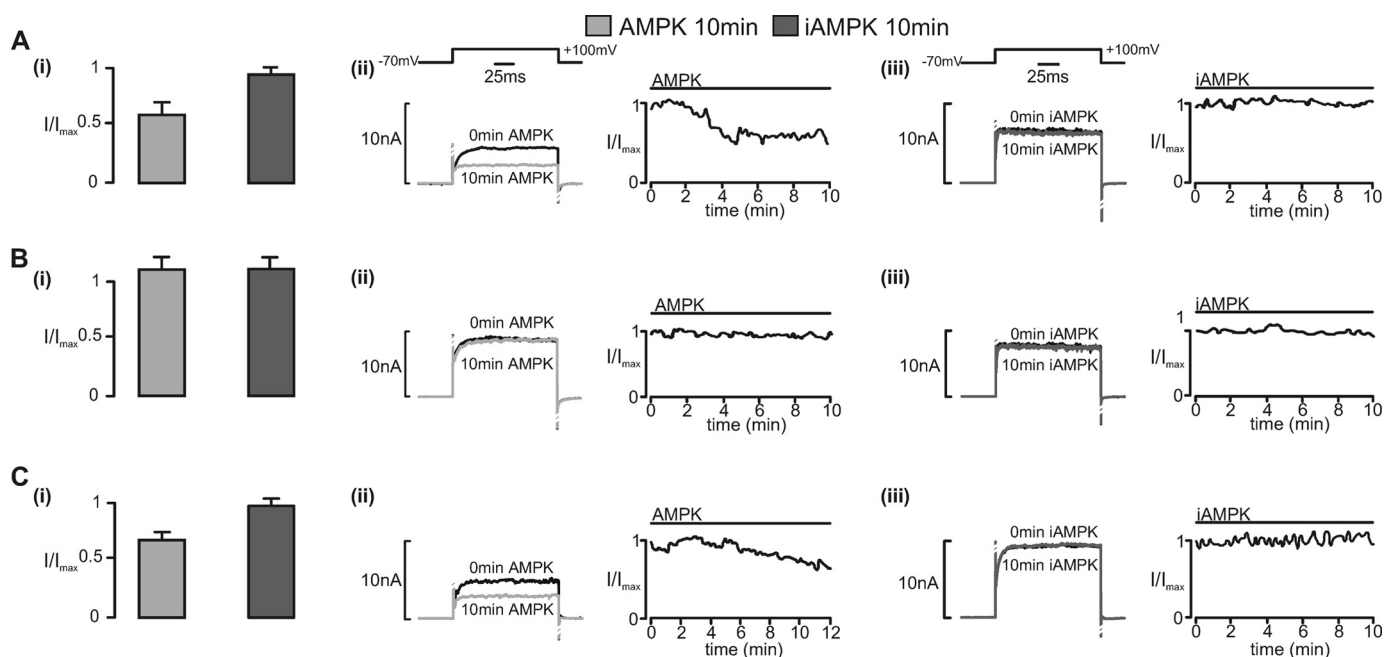 AMPK 10min iAMPK 10min
A
(i)
1
I/Imax
0.5
0
(ii)
-70mV
+100mV
25ms
10nA
0min AMPK
10min AMPK
AMPK
1
I/Imax
0
0 2 4 6 8 10
time (min)
(iii)
-70mV
+100mV
25ms
10nA
0min iAMPK
10min iAMPK
iAMPK
1
I/Imax
0
0 2 4 6 8 10
time (min)
B
(i)
1
I/Imax
0.5
0
(ii)
10nA
0min AMPK
10min AMPK
AMPK
1
I/Imax
0
0 2 4 6 8 10
time (min)
(iii)
10nA
0min iAMPK
10min iAMPK
iAMPK
1
I/Imax
0
0 2 4 6 8 10
time (min)
C
(i)
1
I/Imax
0.5
0
(ii)
10nA
0min AMPK
10min AMPK
AMPK
1
I/Imax
0
0 2 4 6 8 10 12
time (min)
(iii)
10nA
0min iAMPK
10min iAMPK
iAMPK
1
I/Imax
0
0 2 4 6 8 10
time (min)